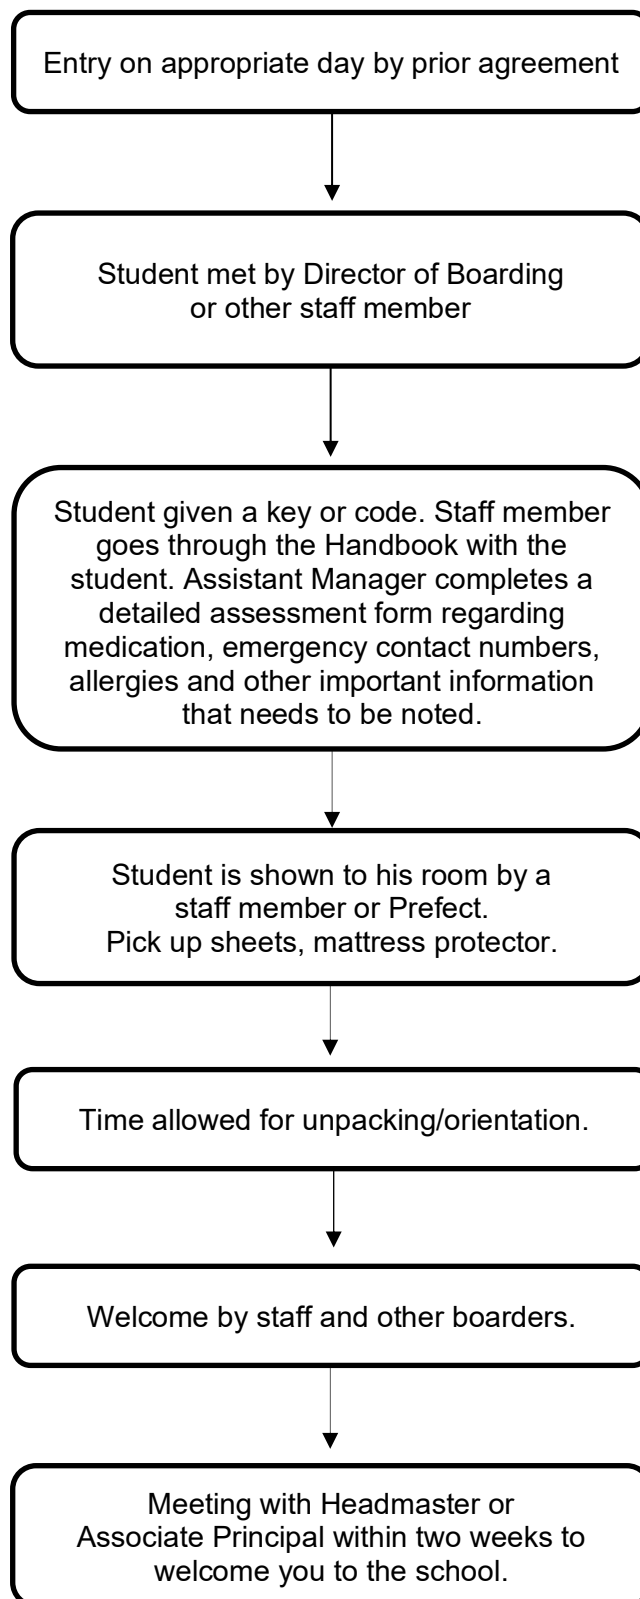 Entry on appropriate day by prior agreement
Student met by Director of Boarding
or other staff member
Student given a key or code. Staff member
goes through the Handbook with the
student. Assistant Manager completes a
detailed assessment form regarding
medication, emergency contact numbers,
allergies and other important information
that needs to be noted.
Student is shown to his room by a
staff member or Prefect.
Pick up sheets, mattress protector.
Time allowed for unpacking/orientation.
Welcome by staff and other boarders.
Meeting with Headmaster or
Associate Principal within two weeks to
welcome you to the school.